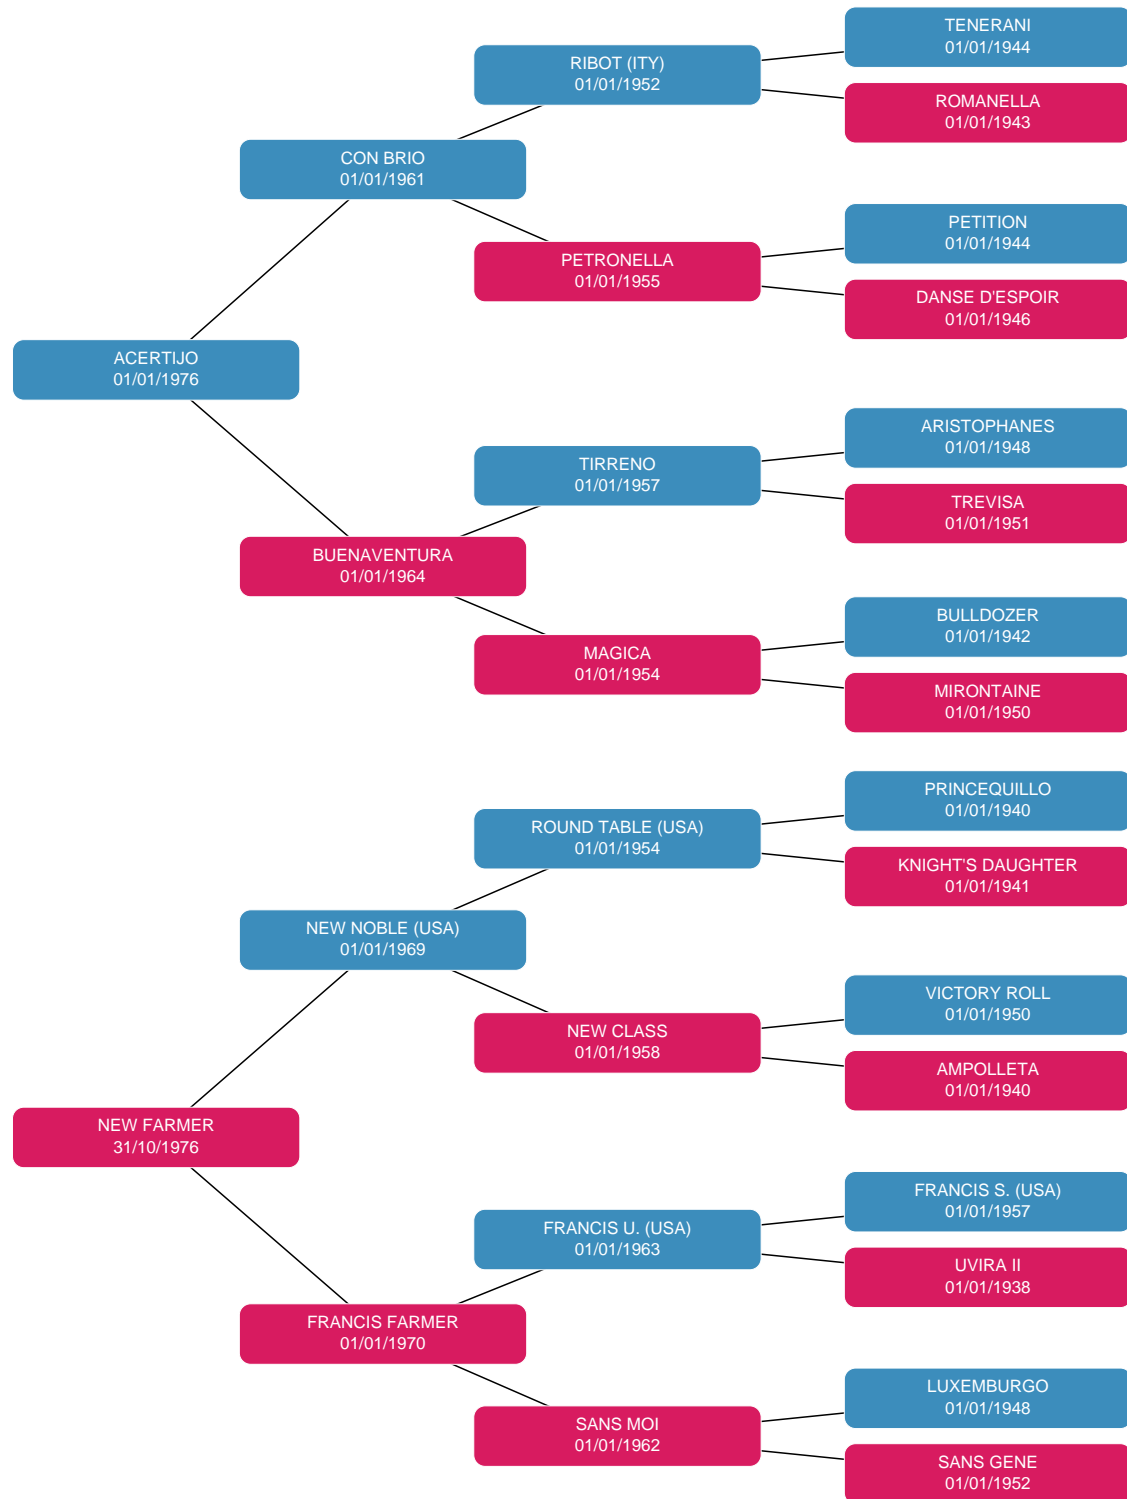 TENERANI
01/01/1944
RIBOT (ITY)
01/01/1952
ROMANELLA
01/01/1943
CON BRIO
01/01/1961
PETITION
01/01/1944
PETRONELLA
01/01/1955
DANSE D'ESPOIR
01/01/1946
ACERTIJO
01/01/1976
ARISTOPHANES
01/01/1948
TIRRENO
01/01/1957
TREVISA
01/01/1951
BUENAVENTURA
01/01/1964
BULLDOZER
01/01/1942
MAGICA
01/01/1954
MIRONTAINE
01/01/1950
PRINCEQUILLO
01/01/1940
ROUND TABLE (USA)
01/01/1954
KNIGHT'S DAUGHTER
01/01/1941
NEW NOBLE (USA)
01/01/1969
VICTORY ROLL
01/01/1950
NEW CLASS
01/01/1958
AMPOLLETA
01/01/1940
NEW FARMER
31/10/1976
FRANCIS S. (USA)
01/01/1957
FRANCIS U. (USA)
01/01/1963
UVIRA II
01/01/1938
FRANCIS FARMER
01/01/1970
LUXEMBURGO
01/01/1948
SANS MOI
01/01/1962
SANS GENE
01/01/1952